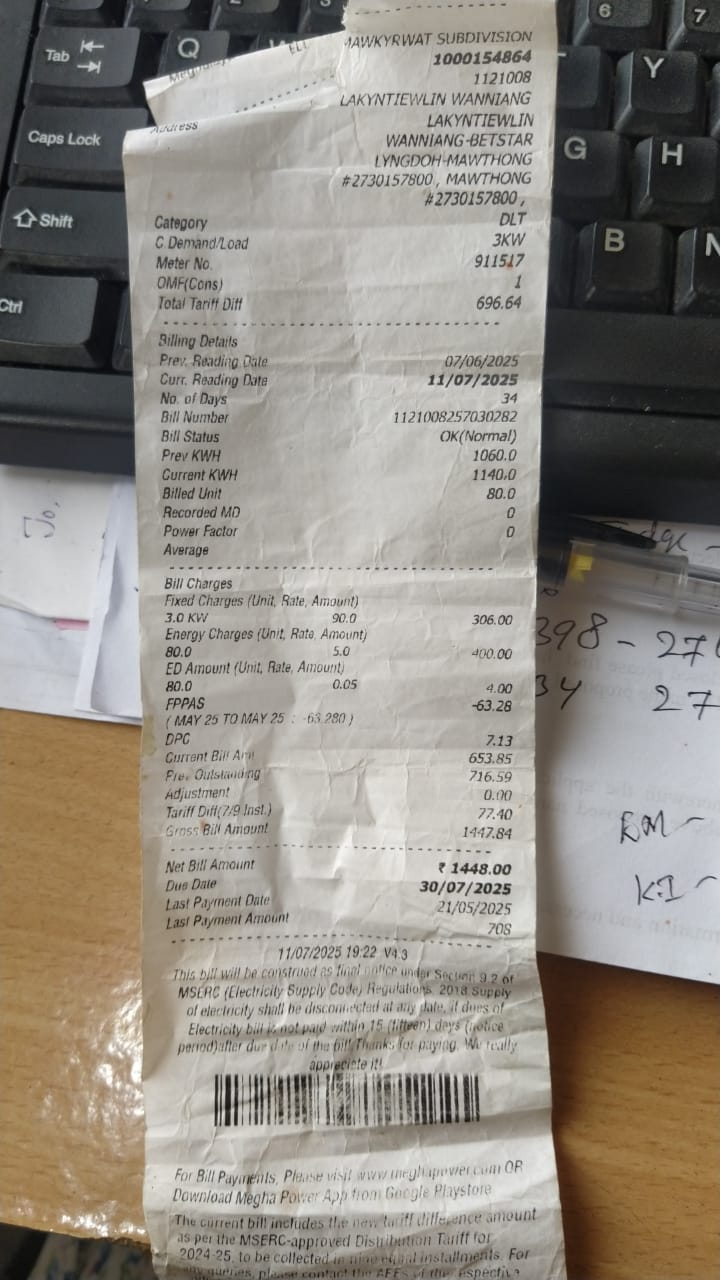 MAWKYRWAT SUBDIVISION
1000154864
1121008
LAKYNTIEWLIN WANNIANG
Address LAKYNTIEWLIN
WANNIANG-BETSTAR
LYNGDOH-MAWTHONG
#2730157800 , MAWTHONG
#2730157800 ,
Category DLT
C.Demand/Load 3KW
Meter No. 911517
OMF(Cons) 1
Total Tariff Diff 696.64
Billing Details
Prev. Reading Date 07/06/2025
Curr. Reading Date 11/07/2025
No. of Days 34
Bill Number 1121008257030282
Bill Status OK(Normal)
Prev KWH 1060.0
Current KWH 1140.0
Billed Unit 80.0
Recorded MD 0
Power Factor 0
Average
Bill Charges
Fixed Charges (Unit, Rate, Amount)
3.0 KW 90.0 306.00
Energy Charges (Unit, Rate, Amount)
80.0 5.0 400.00
ED Amount (Unit, Rate, Amount)
80.0 0.05 4.00
FPPAS -63.28
( MAY 25 TO MAY 25 : -63.280 )
DPC 7.13
Current Bill Amt 653.85
Prev Outstanding 716.59
Adjustment 0.00
Tariff Diff(7/9 Inst.) 77.40
Gross Bill Amount 1447.84
Net Bill Amount ₹ 1448.00
Due Date 30/07/2025
Last Payment Date 21/05/2025
Last Payment Amount 708
11/07/2025 19:22 V4.3
This bill will be construed as final notice under Section 9.2 of
MSERC (Electricity Supply Code) Regulations, 2018 Supply
of electricity shall be disconnected at any date, if dues of
Electricity bill is not paid within 15 (fifteen) days (notice
period)after due date of the bill.Thanks for paying. We really
appreciate it!
For Bill Payments, Please visit www.meghapower.com OR
Download Megha Power App from Google Playstore
The current bill includes the new tariff difference amount
as per the MSERC-approved Distribution Tariff for
2024-25, to be collected in nine equal installments. For
any queries, please contact the AEEs of the respective
Tab
Q
Caps Lock
Shift
Ctrl
6
7
Y
G
H
B
N
To,
398 - 27
34 27